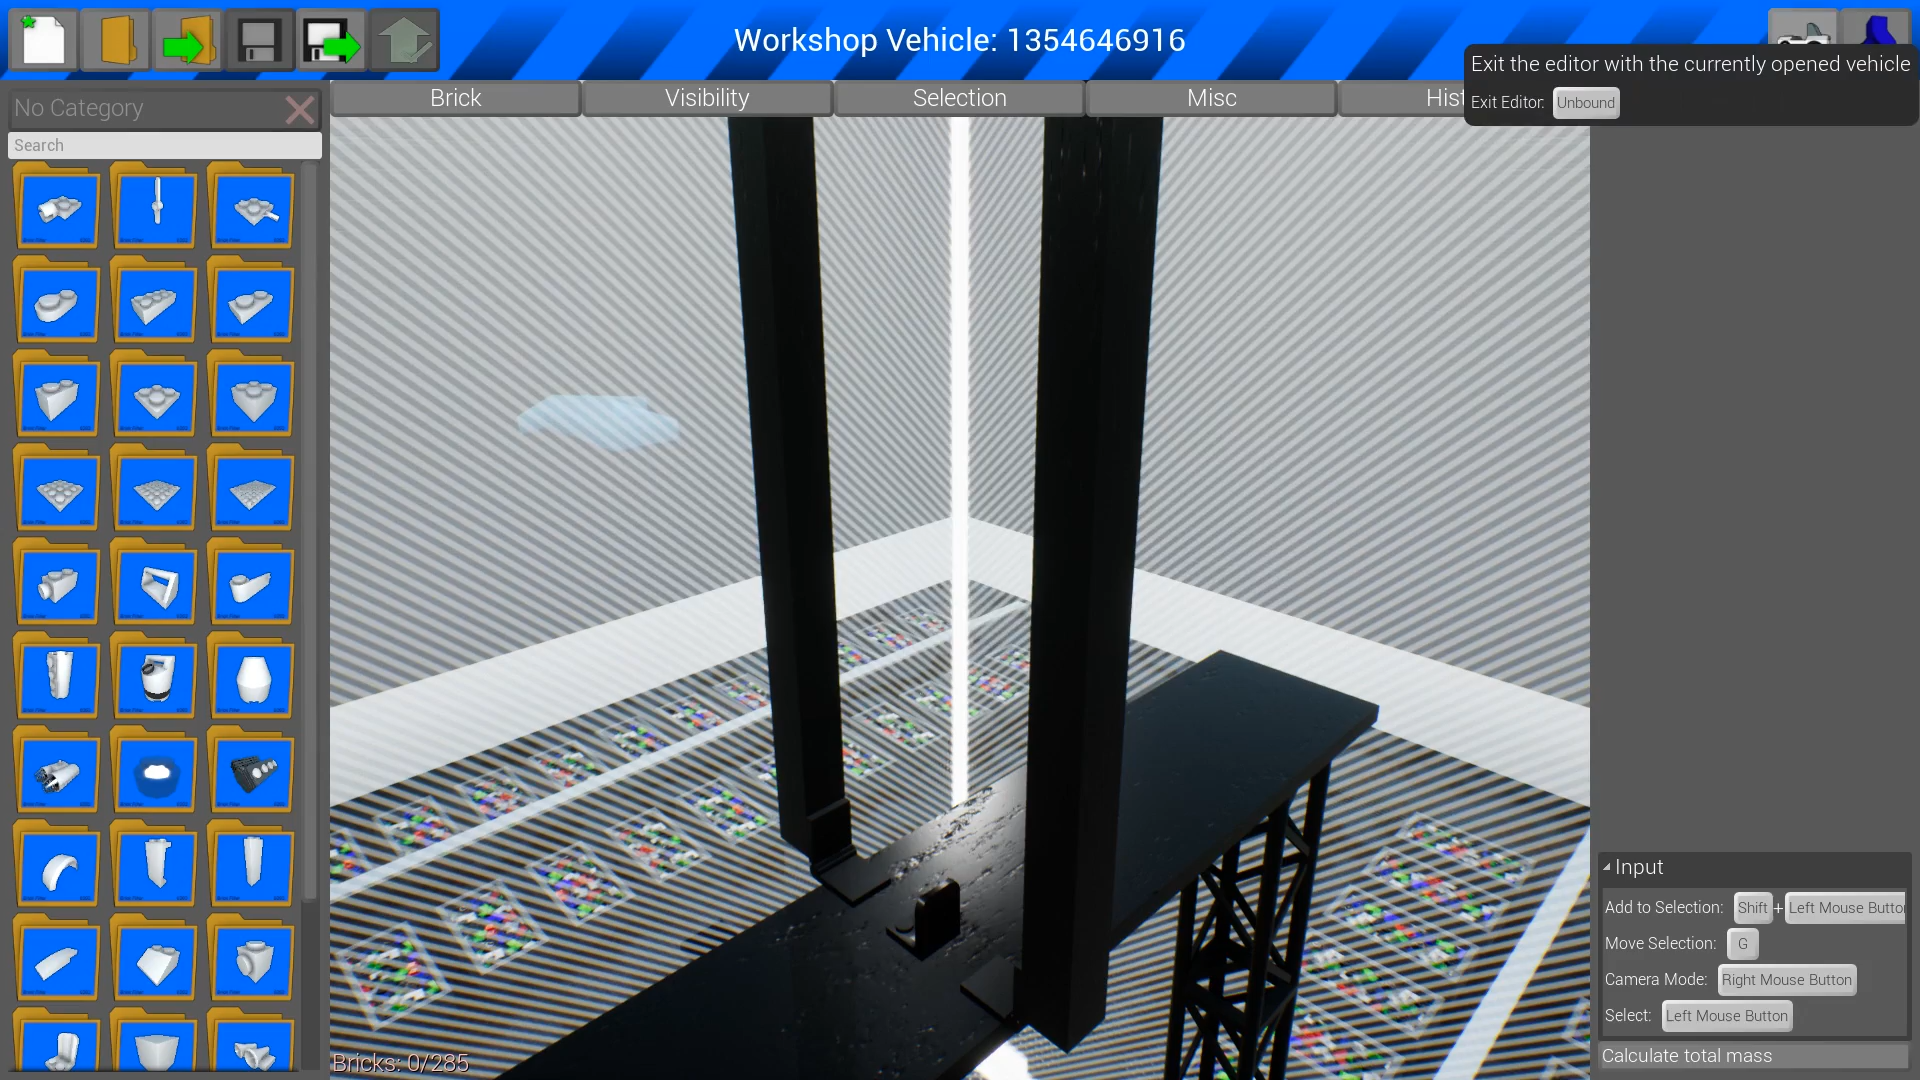 Workshop Vehicle: 1354646916
Exit the editor with the currently opened vehicle
Exit Editor: Unbound
No Category
Search
Brick
Visibility
Selection
Misc
Input
Add to Selection: Shift + Left Mouse
Move Selection: G
Camera Mode: Right Mouse Button
Select: Left Mouse Button
Calculate total mass
Bricks: 0/285